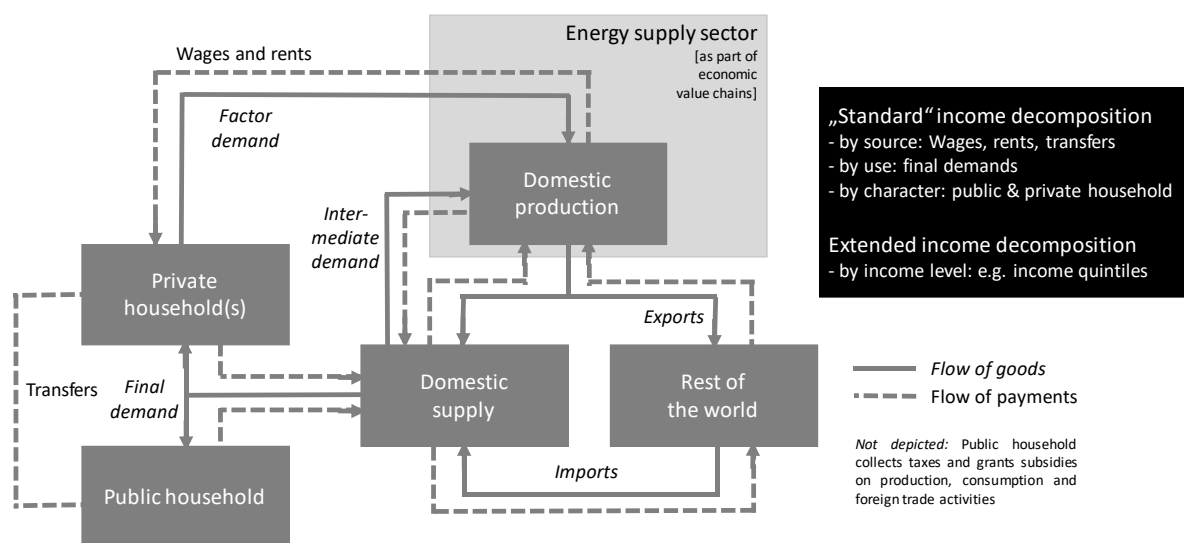 Energy supply sector
[as part of
economic
value chains]
Wages and rents
Factor
demand
Domestic
production
Inter-
mediate
demand
Private
household(s)
Exports
Transfers
Final
demand
Domestic
supply
Rest of
the world
Public household
Imports
„Standard“ income decomposition
- by source: Wages, rents, transfers
- by use: final demands
- by character: public & private household
Extended income decomposition
- by income level: e.g. income quintiles
Flow of goods
Flow of payments
Not depicted: Public household
collects taxes and grants subsidies
on production, consumption and
foreign trade activities